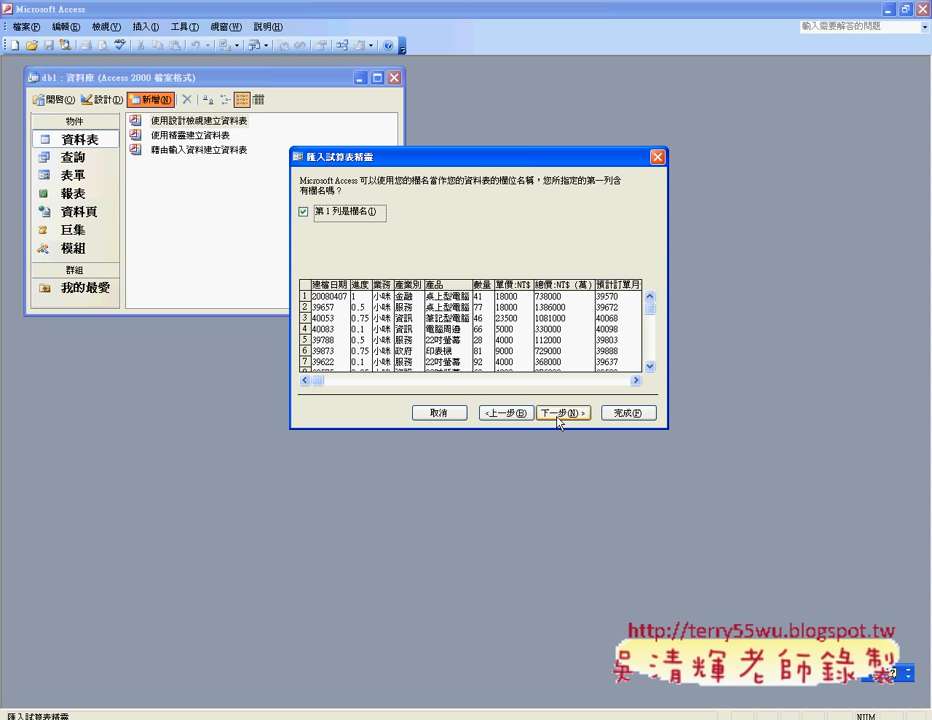 Microsoft Access
檔案(F) 編輯(E) 檢視(V) 插入(I) 工具(T) 視窗(W) 說明(H)
輸入需要解答的問題
db1 : 資料庫 (Access 2000 檔案格式)
開啟(O) 設計(D) 新增(N)
物件
資料表
查詢
表單
報表
資料頁
巨集
模組
群組
我的最愛
使用設計檢視建立資料表
使用精靈建立資料表
藉由輸入資料建立資料表
匯入試算表精靈
Microsoft Access 可以使用您的欄名當作您的資料表的欄位名稱，您所指定的第一列含
有欄名嗎？
第 1 列是欄名(I)
建檔日期 進度 業務 產業別 產品 數量 單價:NT$ 總價:NT$ (萬) 預計訂單月
1 20080407 1 小咪 金融 桌上型電腦 41 18000 738000 39570
2 39657 0.5 小咪 服務 桌上型電腦 77 18000 1386000 39672
3 40053 0.75 小咪 資訊 筆記型電腦 46 23500 1081000 40068
4 40083 0.1 小咪 資訊 電腦周邊 66 5000 330000 40098
5 39788 0.5 小咪 服務 22吋螢幕 28 4000 112000 39803
6 39873 0.75 小咪 政府 印表機 81 9000 729000 39888
7 39622 0.1 小咪 服務 22吋螢幕 92 4000 368000 39637
取消 <上一步(B) 下一步(N) > 完成(F)
http://terry55wu.blogspot.tw
吳清輝老師錄製
匯入試算表精靈
NUM